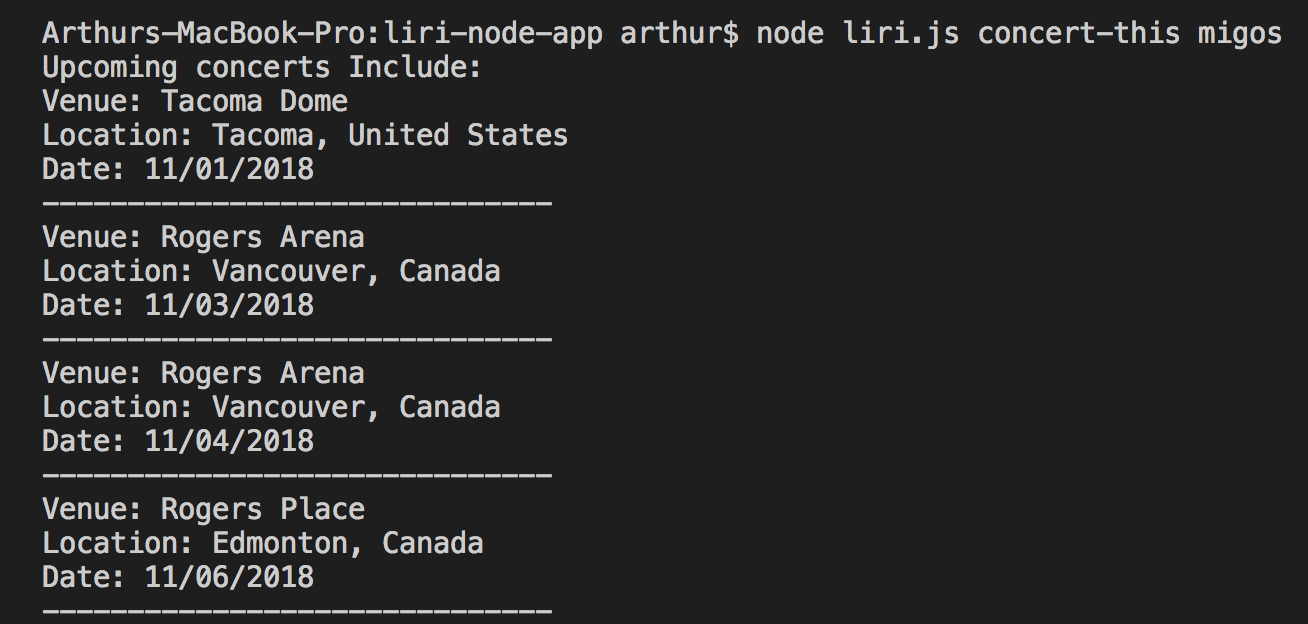 Arthurs-MacBook-Pro:liri-node-app arthur$ node liri.js concert-this migos
Upcoming concerts Include:
Venue: Tacoma Dome
Location: Tacoma, United States
Date: 11/01/2018
------------------------------
Venue: Rogers Arena
Location: Vancouver, Canada
Date: 11/03/2018
------------------------------
Venue: Rogers Arena
Location: Vancouver, Canada
Date: 11/04/2018
------------------------------
Venue: Rogers Place
Location: Edmonton, Canada
Date: 11/06/2018
------------------------------